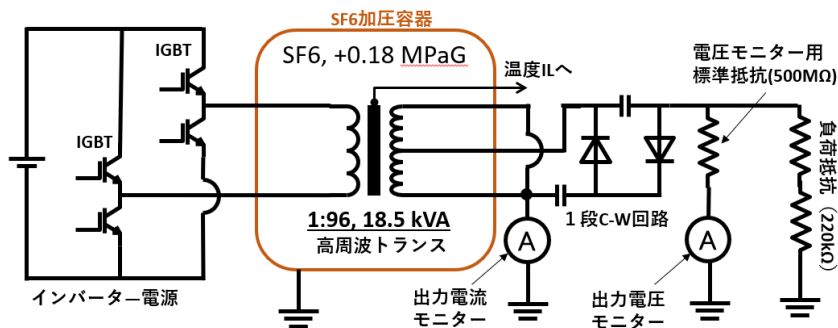 SF6加圧容器
IGBT
SF6, +0.18 MPaG
温度ILへ
電圧モニター用
標準抵抗(500MΩ)
IGBT
負荷抵抗（220kΩ）
1:96, 18.5 kVA
高周波トランス
１段C-W回路
A
A
インバーター電源
出力電流
モニター
出力電圧
モニター